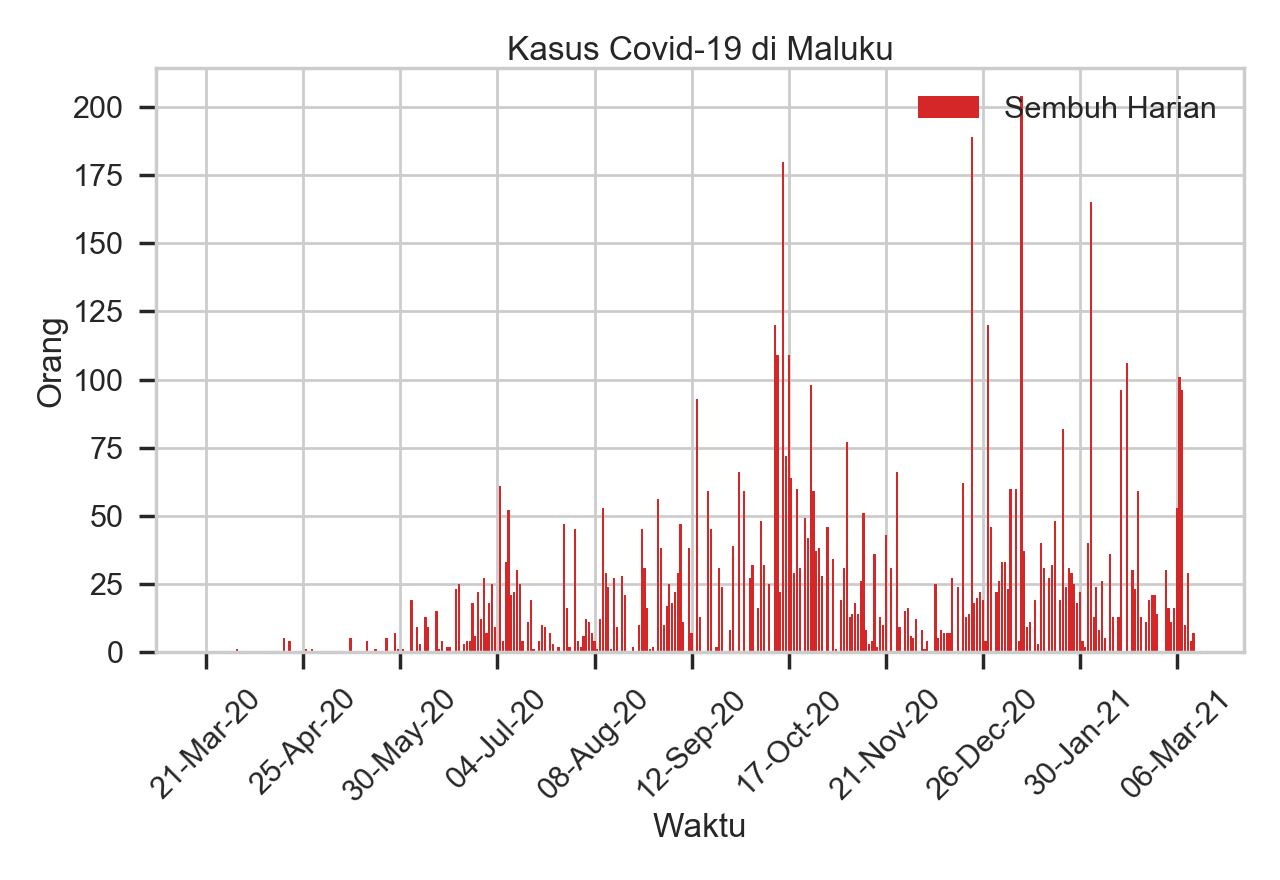 Kasus Covid-19 di Maluku
Sembuh Harian
Orang
200
175
150
125
100
75
50
25
0
21-Mar-20
25-Apr-20
30-May-20
04-Jul-20
08-Aug-20
12-Sep-20
17-Oct-20
21-Nov-20
26-Dec-20
30-Jan-21
06-Mar-21
Waktu